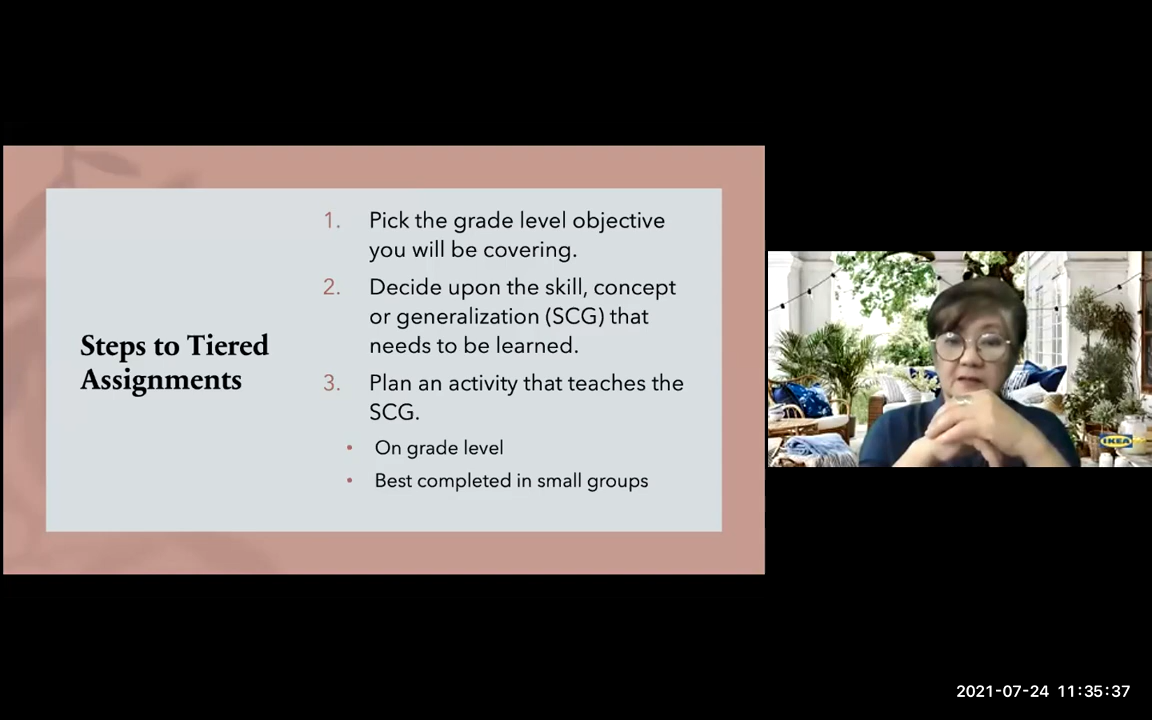 Steps to Tiered
Assignments
1. Pick the grade level objective
you will be covering.
2. Decide upon the skill, concept
or generalization (SCG) that
needs to be learned.
3. Plan an activity that teaches the
SCG.
• On grade level
• Best completed in small groups
IKEA
2021-07-24 11:35:37